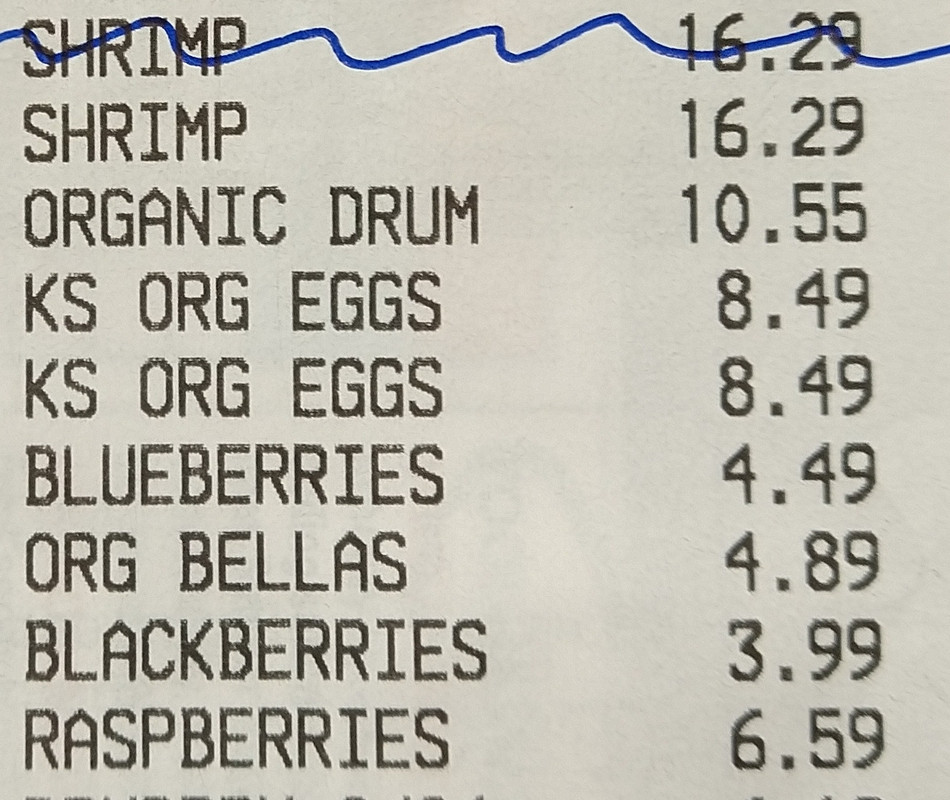 SHRIMP 16.29
SHRIMP 16.29
ORGANIC DRUM 10.55
KS ORG EGGS 8.49
KS ORG EGGS 8.49
BLUEBERRIES 4.49
ORG BELLAS 4.89
BLACKBERRIES 3.99
RASPBERRIES 6.59